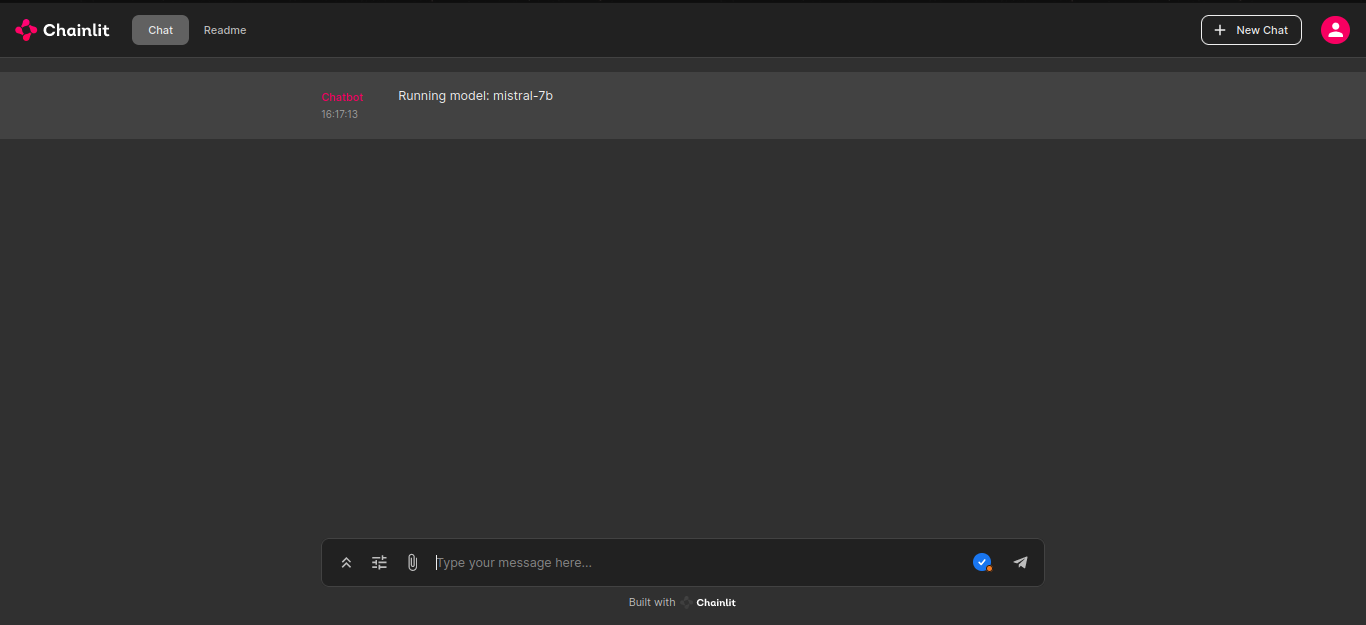 Chainlit
Chat
Readme
New Chat
Chatbot
Running model: mistral-7b
16:17:13
Type your message here...
Built with Chainlit